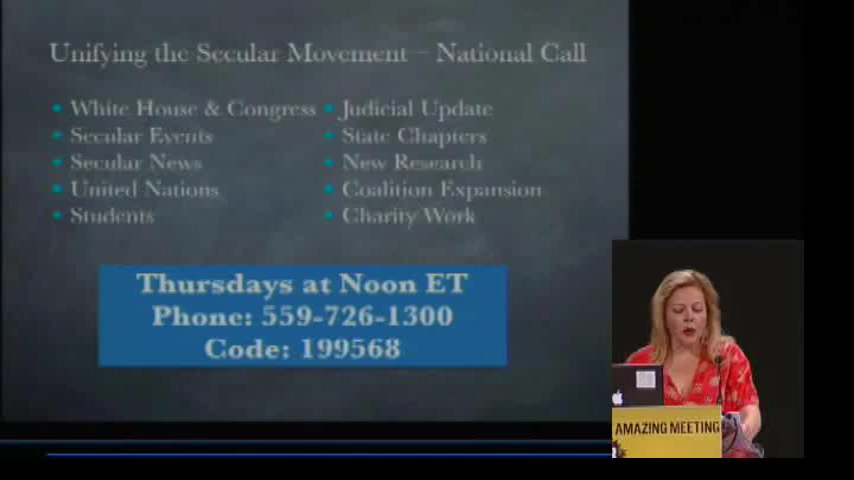 Unifying the Secular Movement – National Call
• White House & Congress
• Secular Events
• Secular News
• United Nations
• Students
• Judicial Update
• State Chapters
• New Research
• Coalition Expansion
• Charity Work
Thursdays at Noon ET
Phone: 559-726-1300
Code: 199568
AMAZING MEETING